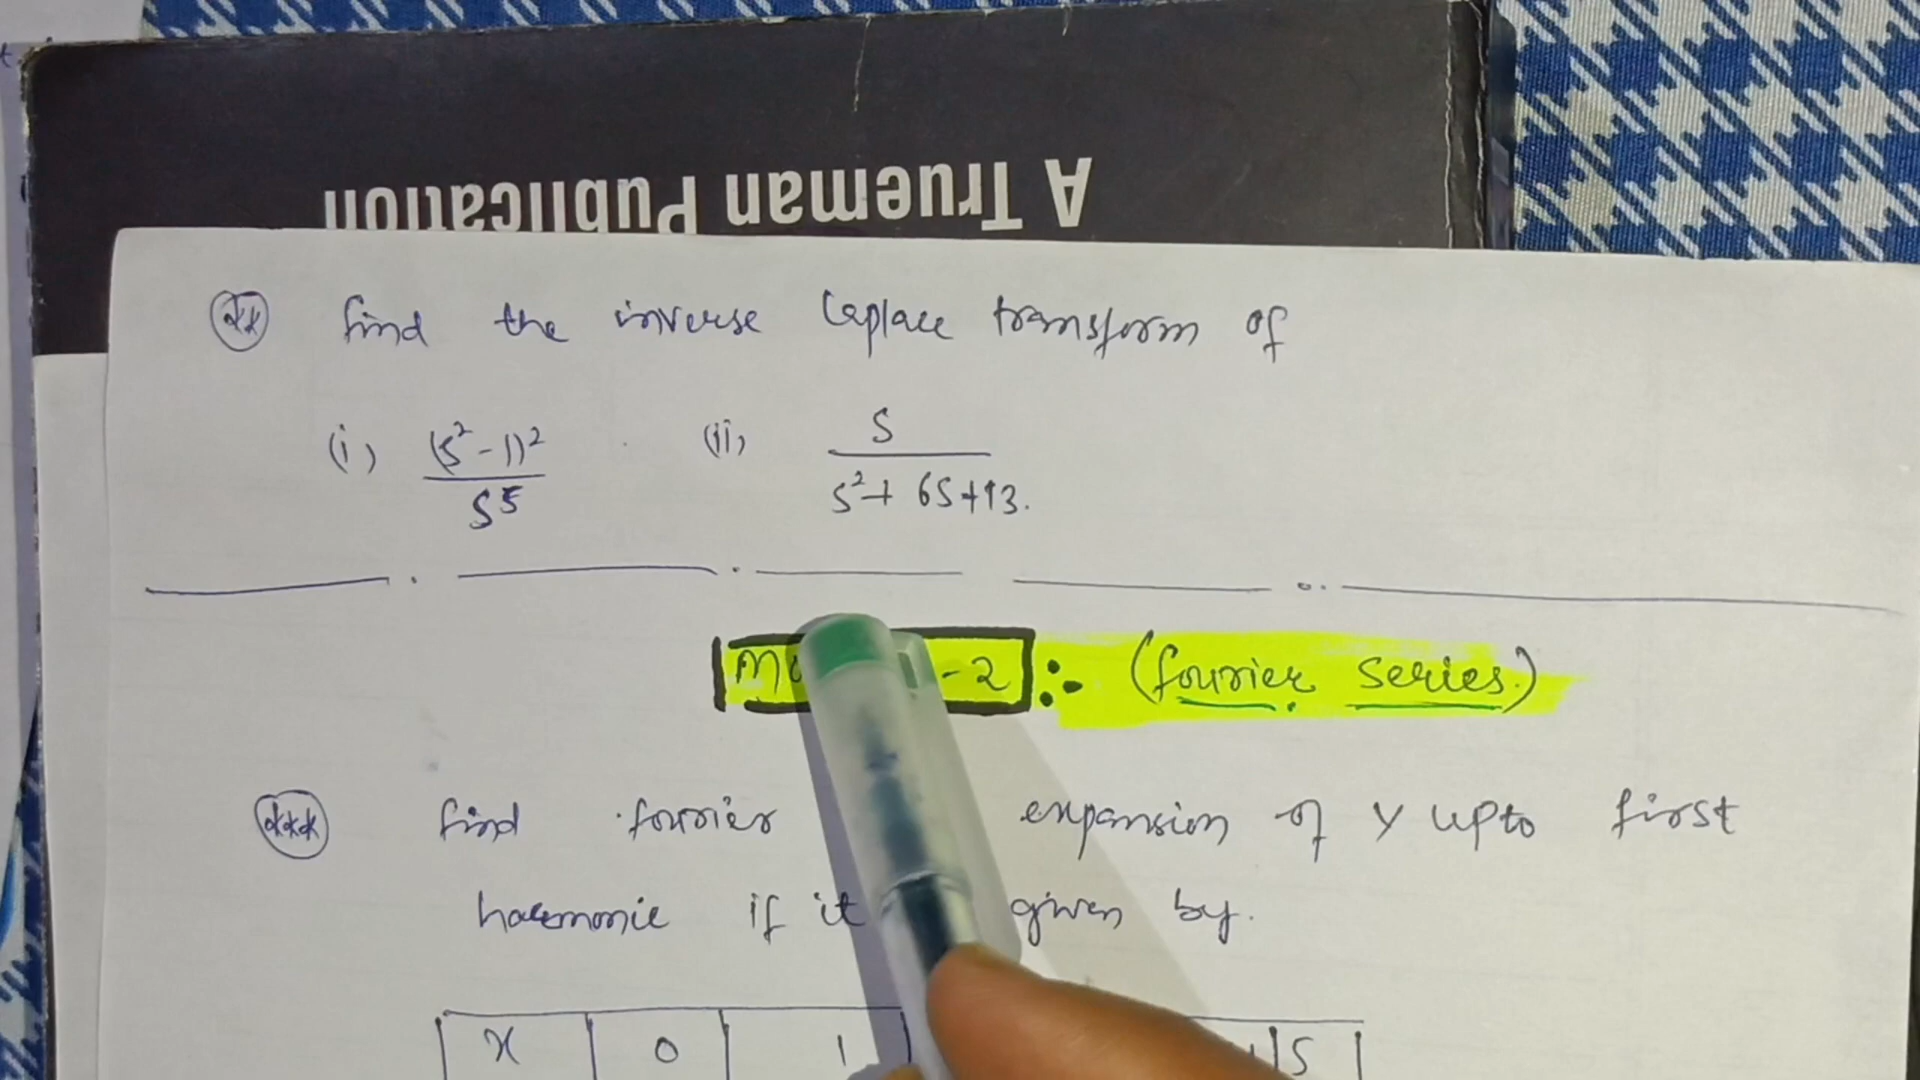 A Trueman Publication
** find the inverse laplace transform of
(i) (s²-1)² / s⁵ (ii) s / s²+6s+13.
-2 :- (fourier series.)
*** find fourier expansion of y upto first
harmonic if it given by.
x 0 1 5